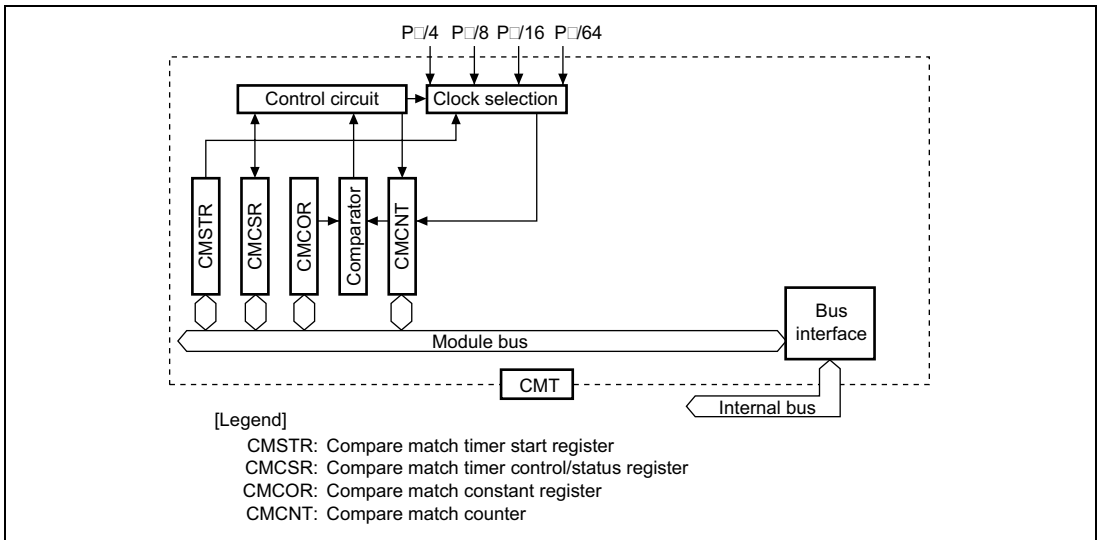 P□/4 P□/8 P□/16 P□/64
Control circuit
Clock selection
CMSTR
CMCSR
CMCOR
Comparator
CMCNT
Bus
interface
Module bus
CMT
Internal bus
[Legend]
CMSTR: Compare match timer start register
CMCSR: Compare match timer control/status register
CMCOR: Compare match constant register
CMCNT: Compare match counter